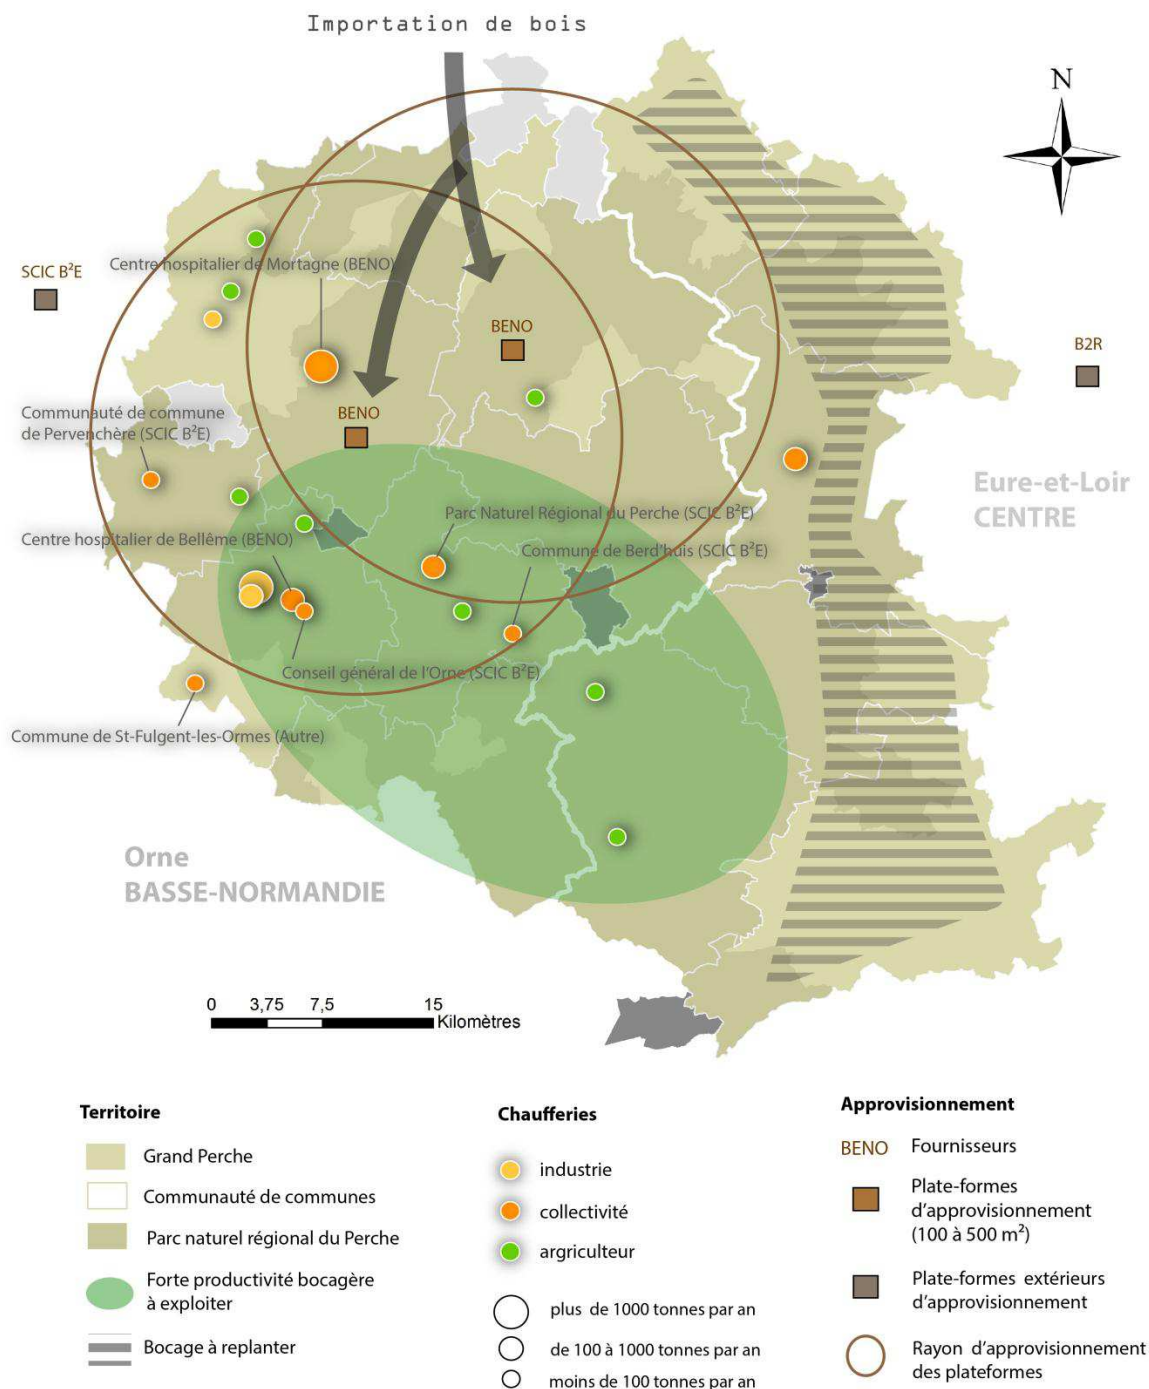 Importation de bois
N
SCIC B²E
Centre hospitalier de Mortagne (BENO)
BENO
B2R
Communauté de commune
de Pervenchère (SCIC B²E)
BENO
Eure-et-Loir
CENTRE
Parc Naturel Régional du Perche (SCIC B²E)
Centre hospitalier de Bellême (BENO)
Commune de Berd'huis (SCIC B²E)
Conseil général de l'Orne (SCIC B²E)
Commune de St-Fulgent-les-Ormes (Autre)
Orne
BASSE-NORMANDIE
0 3,75 7,5 15
Kilomètres
Territoire
Grand Perche
Communauté de communes
Parc naturel régional du Perche
Forte productivité bocagère
à exploiter
Bocage à replanter
Chaufferies
industrie
collectivité
argriculteur
plus de 1000 tonnes par an
de 100 à 1000 tonnes par an
moins de 100 tonnes par an
Approvisionnement
BENO Fournisseurs
Plate-formes
d'approvisionnement
(100 à 500 m²)
Plate-formes extérieurs
d'approvisionnement
Rayon d'approvisionnement
des plateformes